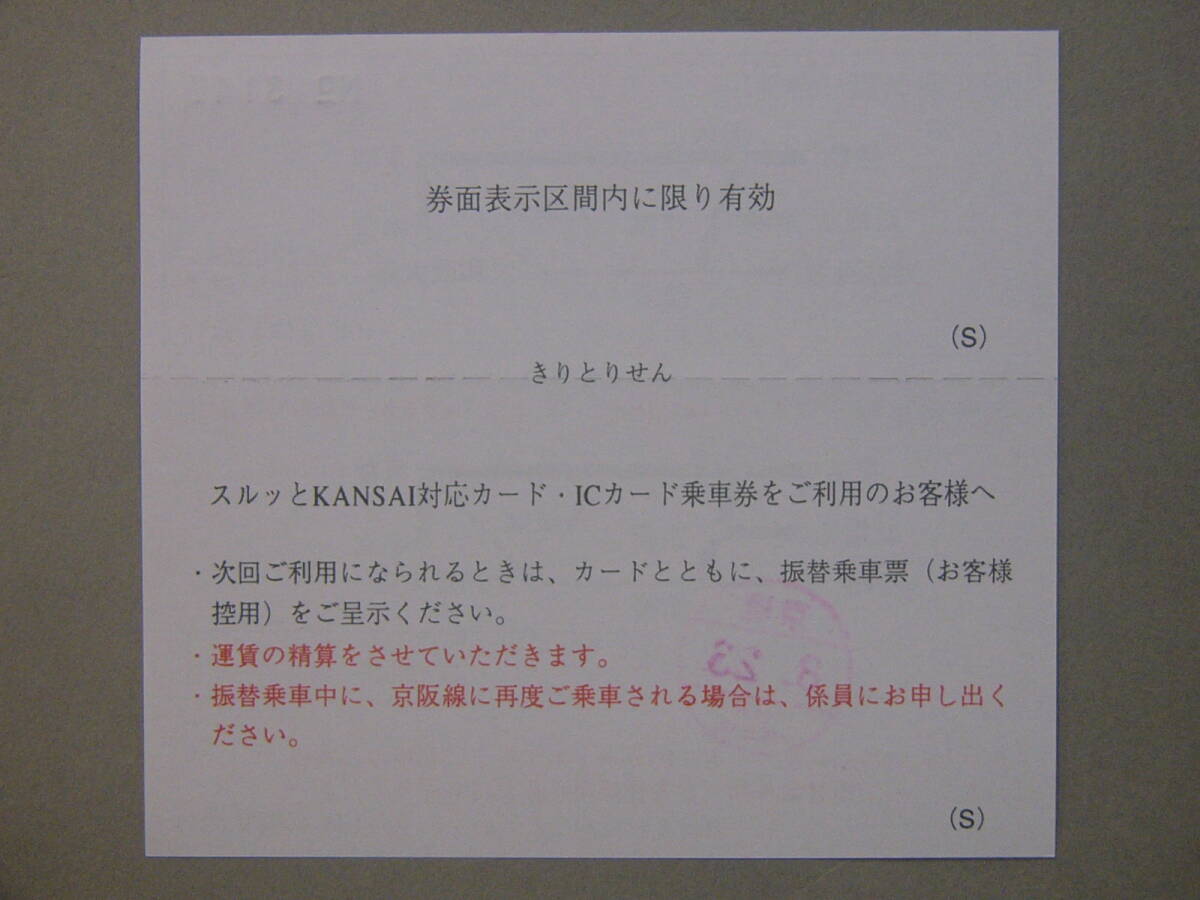 券面表示区間内に限り有効
(S)
きりとりせん
スルッとKANSAI対応カード・ICカード乗車券をご利用のお客様へ
・次回ご利用になられるときは、カードとともに、振替乗車票(お客様
控用)をご呈示ください。
・運賃の精算をさせていただきます。
・振替乗車中に、京阪線に再度ご乗車される場合は、係員にお申し出く
ださい。
(S)